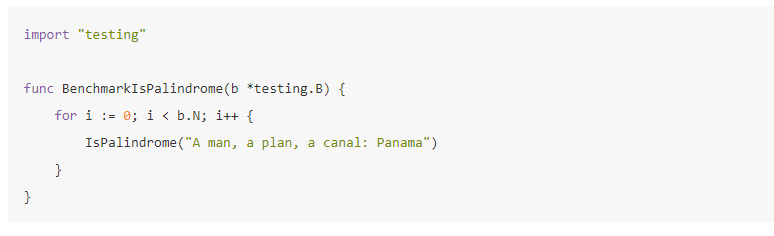 import "testing"

func BenchmarkIsPalindrome(b *testing.B) {
    for i := 0; i < b.N; i++ {
        IsPalindrome("A man, a plan, a canal: Panama")
    }
}